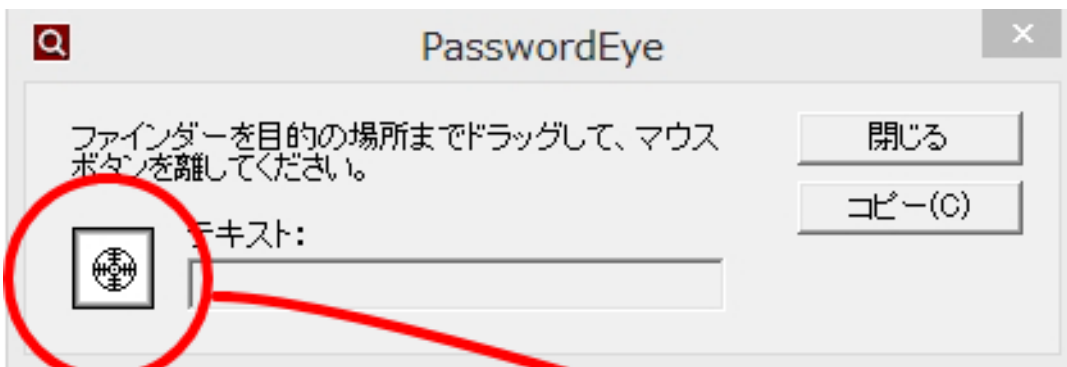 PasswordEye
ファインダーを目的の場所までドラッグして、マウス
ボタンを離してください。
閉じる
コピー(C)
テキスト: